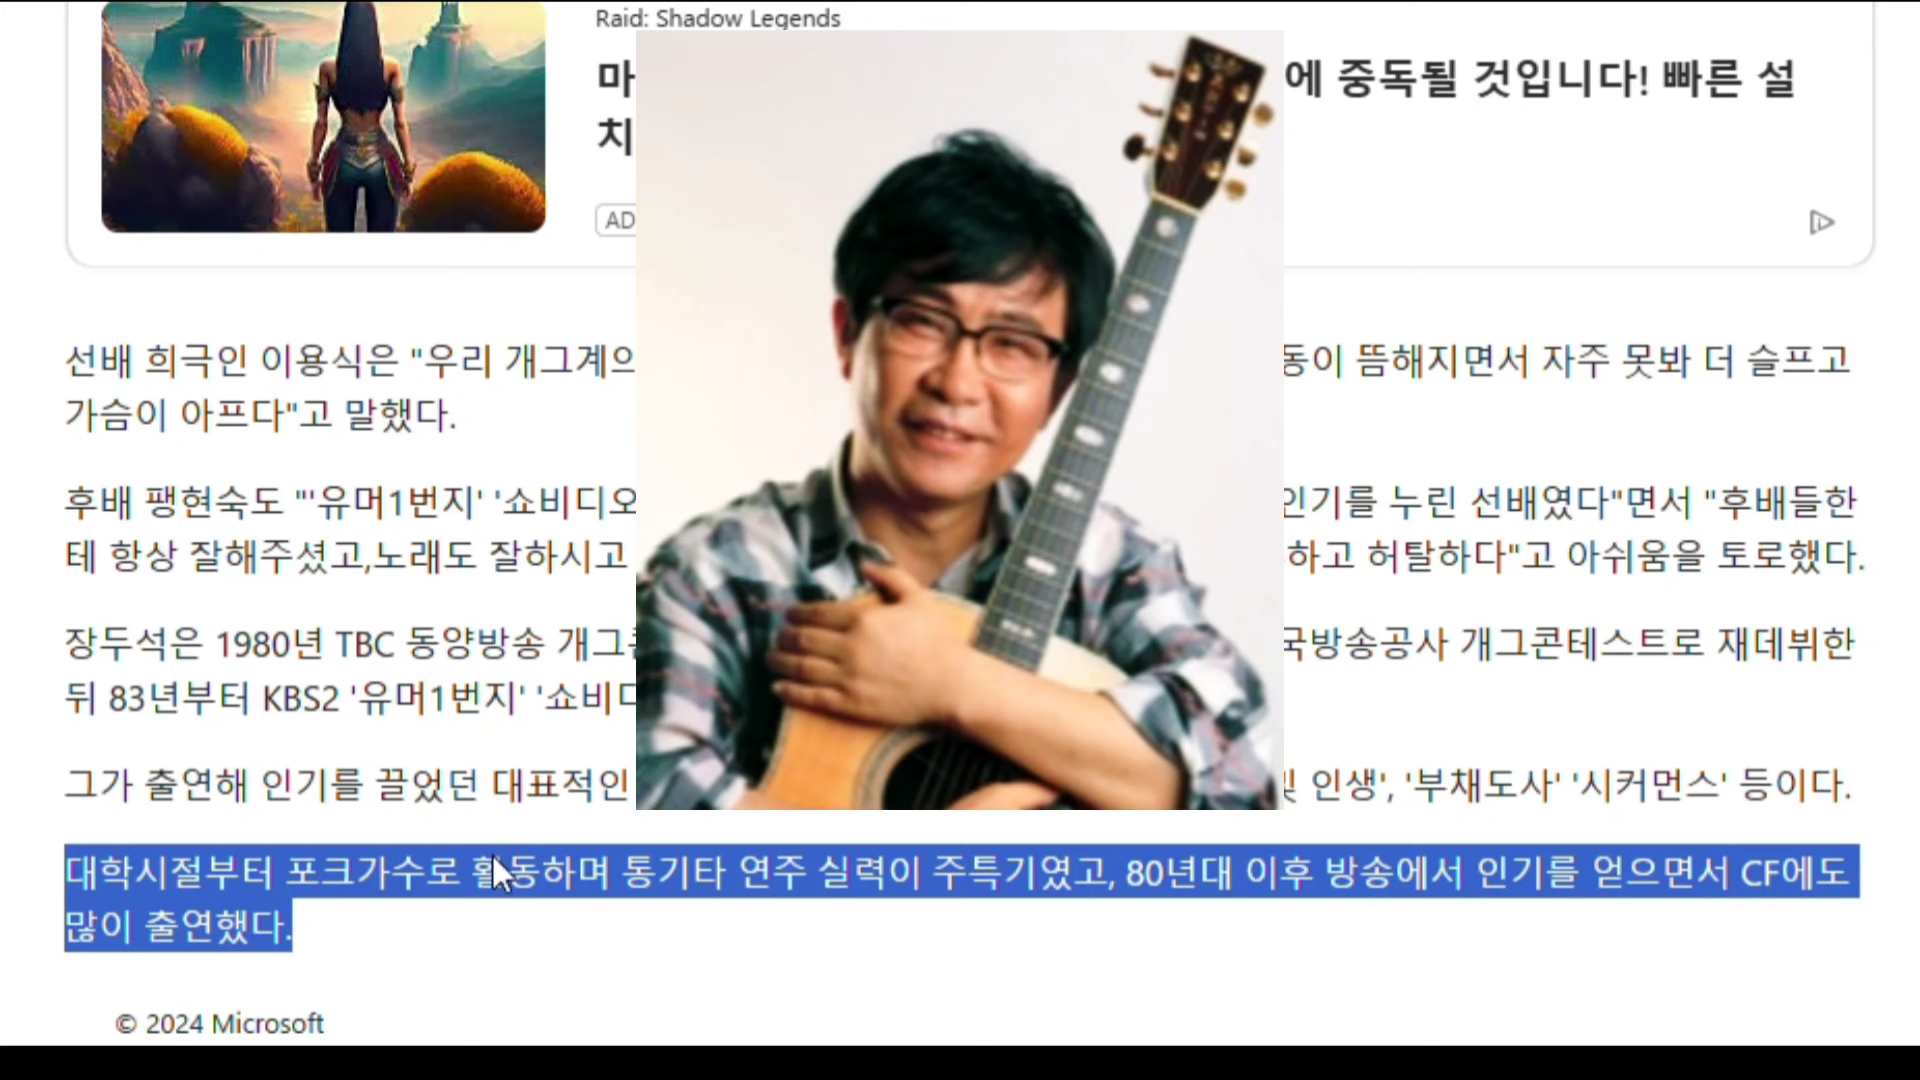 Raid: Shadow Legends
마 에 중독될 것입니다! 빠른 설
치
AD
선배 희극인 이용식은 "우리 개그계의 동이 뜸해지면서 자주 못봐 더 슬프고
가슴이 아프다"고 말했다.
후배 팽현숙도 "'유머1번지' '쇼비디오 인기를 누린 선배였다"면서 "후배들한
테 항상 잘해주셨고,노래도 잘하시고 하고 허탈하다"고 아쉬움을 토로했다.
장두석은 1980년 TBC 동양방송 개그 국방송공사 개그콘테스트로 재데뷔한
뒤 83년부터 KBS2 '유머1번지' '쇼비디
그가 출연해 인기를 끌었던 대표적인 및 인생', '부채도사' '시커먼스' 등이다.
대학시절부터 포크가수로 활동하며 통기타 연주 실력이 주특기였고, 80년대 이후 방송에서 인기를 얻으면서 CF에도
많이 출연했다.
© 2024 Microsoft